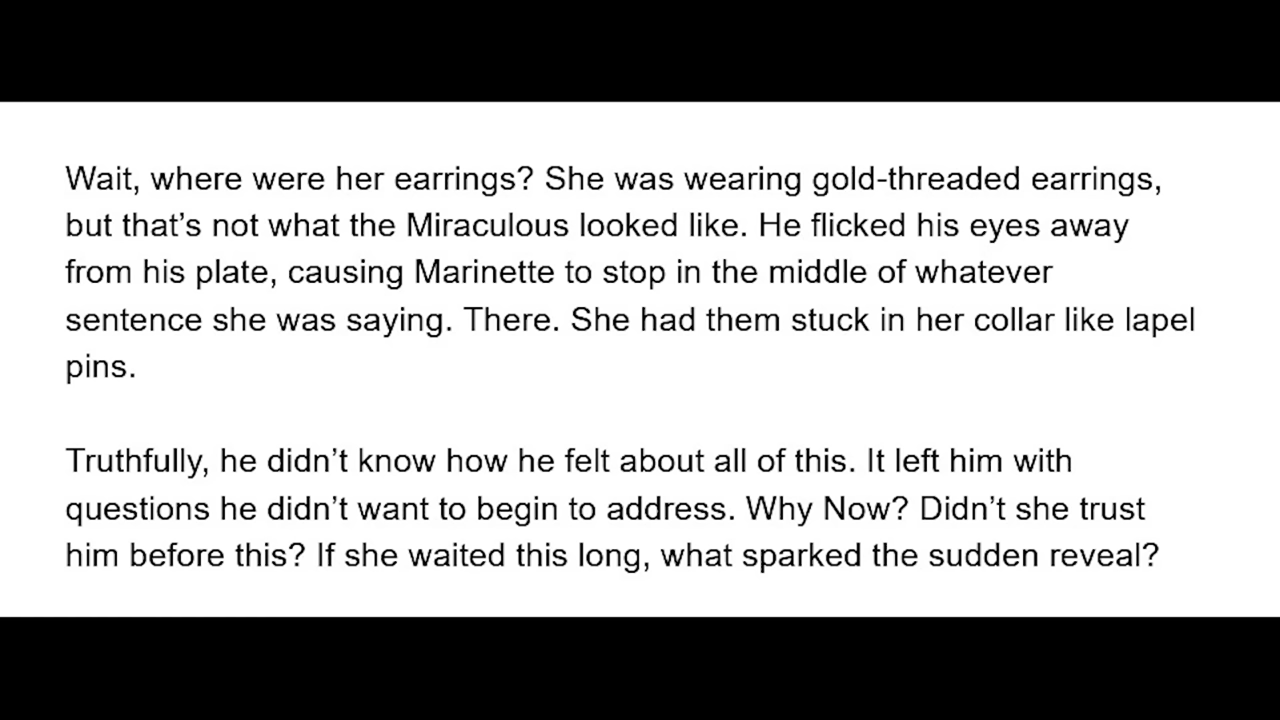 Wait, where were her earrings? She was wearing gold-threaded earrings,
but that’s not what the Miraculous looked like. He flicked his eyes away
from his plate, causing Marinette to stop in the middle of whatever
sentence she was saying. There. She had them stuck in her collar like lapel
pins.
Truthfully, he didn’t know how he felt about all of this. It left him with
questions he didn’t want to begin to address. Why Now? Didn’t she trust
him before this? If she waited this long, what sparked the sudden reveal?